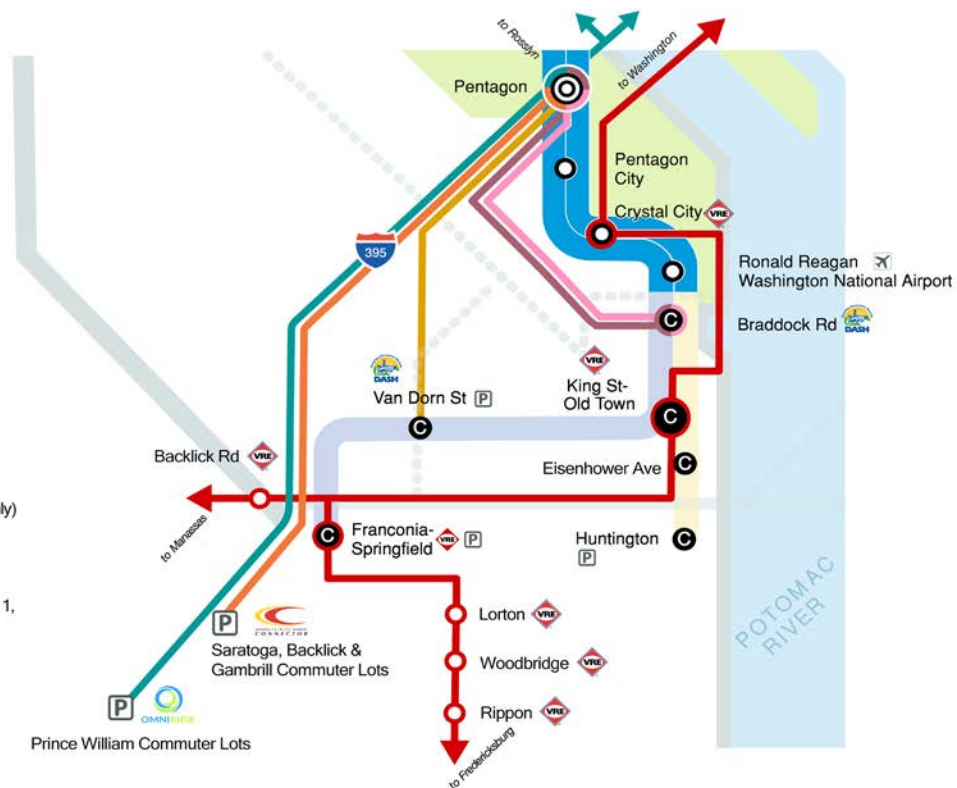 to Rosslyn
to Washington
Pentagon
Pentagon
City
Crystal City
VRE
395
Ronald Reagan
Washington National Airport
C
Braddock Rd
DASH
DASH
VRE
King St-
Old Town
Van Dorn St
P
C
C
Backlick Rd
VRE
Eisenhower Ave
C
ly)
to Manassas
C
Franconia-
Springfield
VRE
P
Huntington
P
C
1,
P
CONNECTOR
Saratoga, Backlick &
Gambrill Commuter Lots
Lorton
VRE
Woodbridge
VRE
Rippon
VRE
P
OMNIRIDE
Prince William Commuter Lots
to Fredericksburg
POTOMAC
RIVER